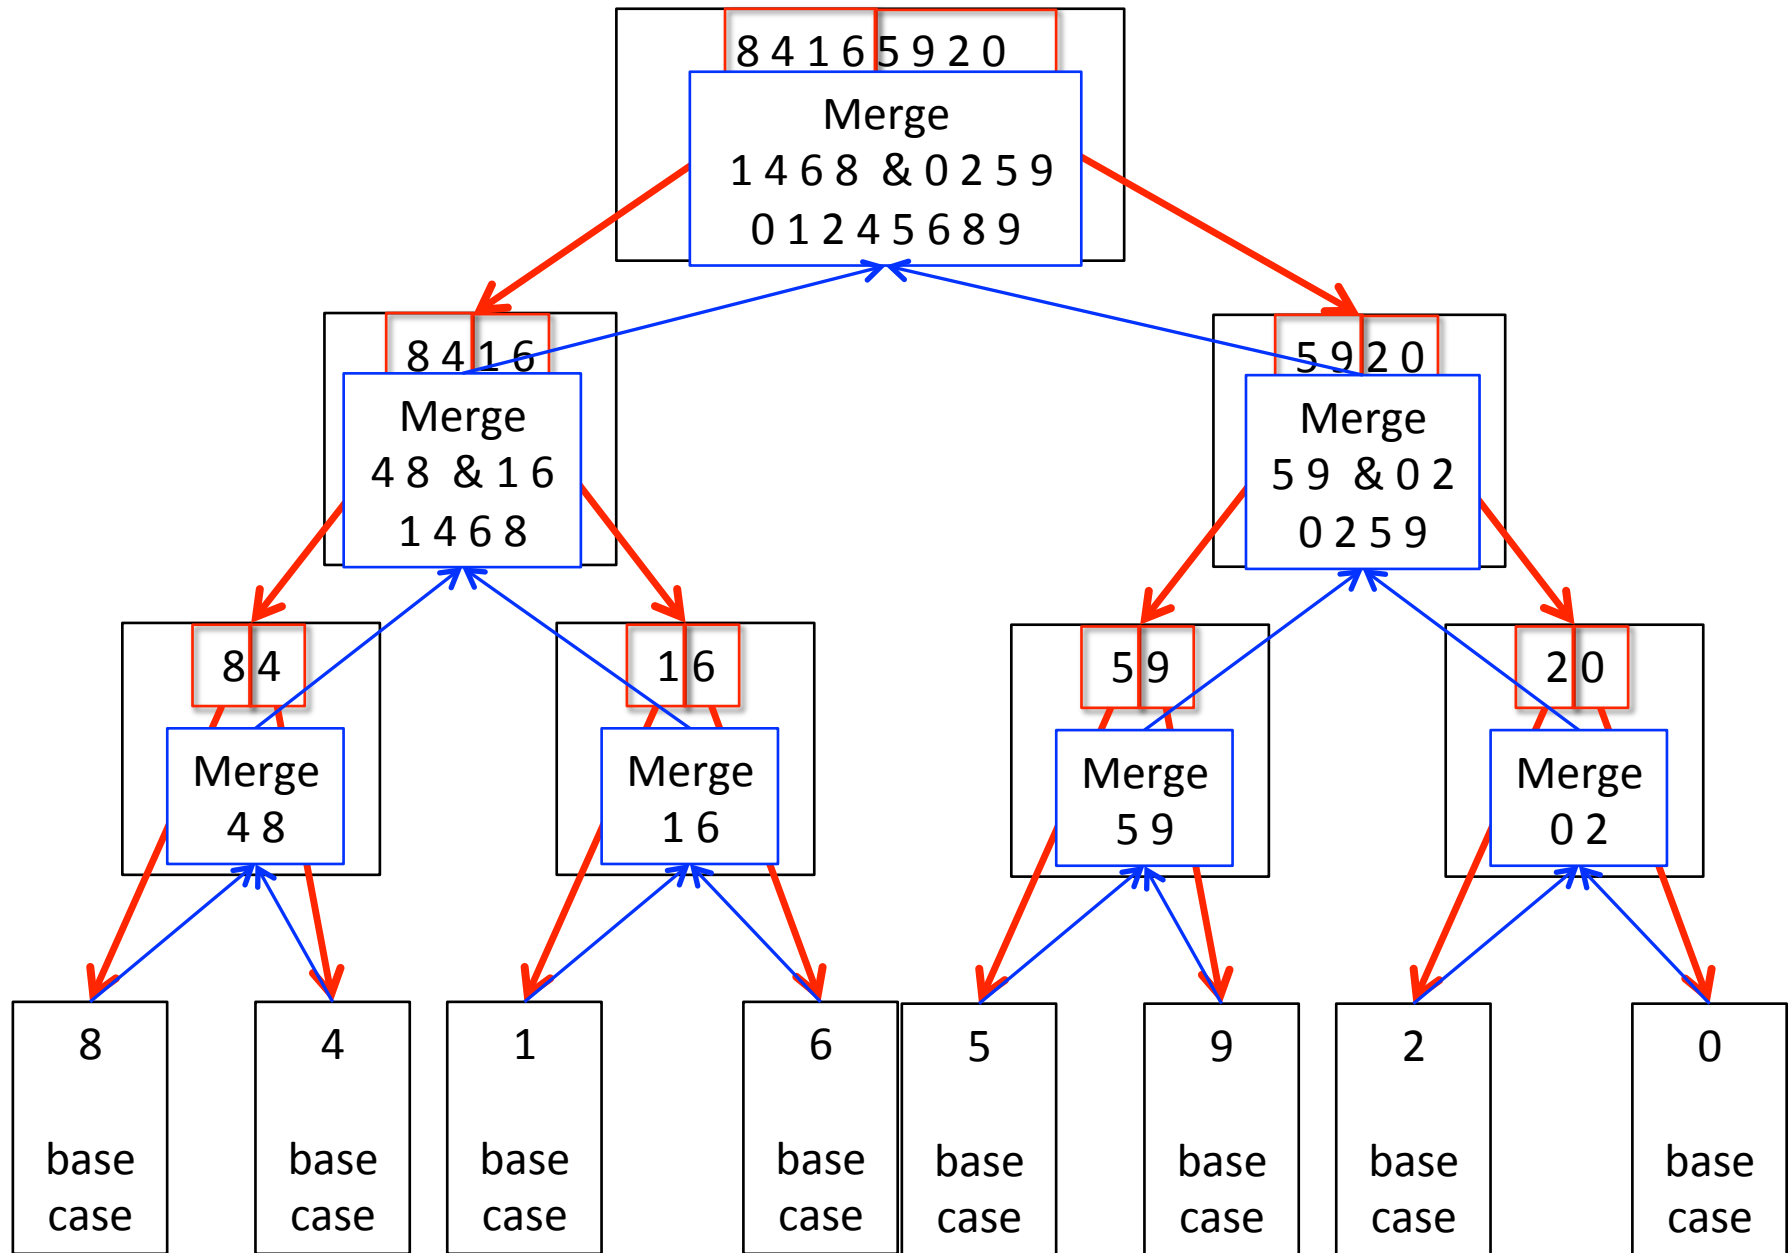 8 4 1 6 5 9 2 0
Merge
1 4 6 8 & 0 2 5 9
0 1 2 4 5 6 8 9
8 4 1 6
Merge
4 8 & 1 6
1 4 6 8
5 9 2 0
Merge
5 9 & 0 2
0 2 5 9
8 4
Merge
4 8
1 6
Merge
1 6
5 9
Merge
5 9
2 0
Merge
0 2
8
base
case
4
base
case
1
base
case
6
base
case
5
base
case
9
base
case
2
base
case
0
base
case